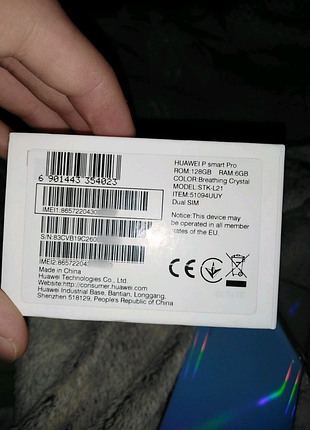 HUAWEI P smart Pro
ROM:128GB RAM:6GB
COLOR:Breathing Crystal
MODEL:STK-L21
ITEM:51094UUY
Dual SIM
Notice:This device may
be operated in all member
states of the EU.
6 901443 354023
IMEI1:8657220430
S/N:83CVB19C260
IMEI2:86572204
Made in China
Huawei Technologies Co., Ltd.
Website: http://consumer.huawei.com
Huawei Industrial Base, Bantian, Longgang,
Shenzhen 518129, People's Republic of China
CE